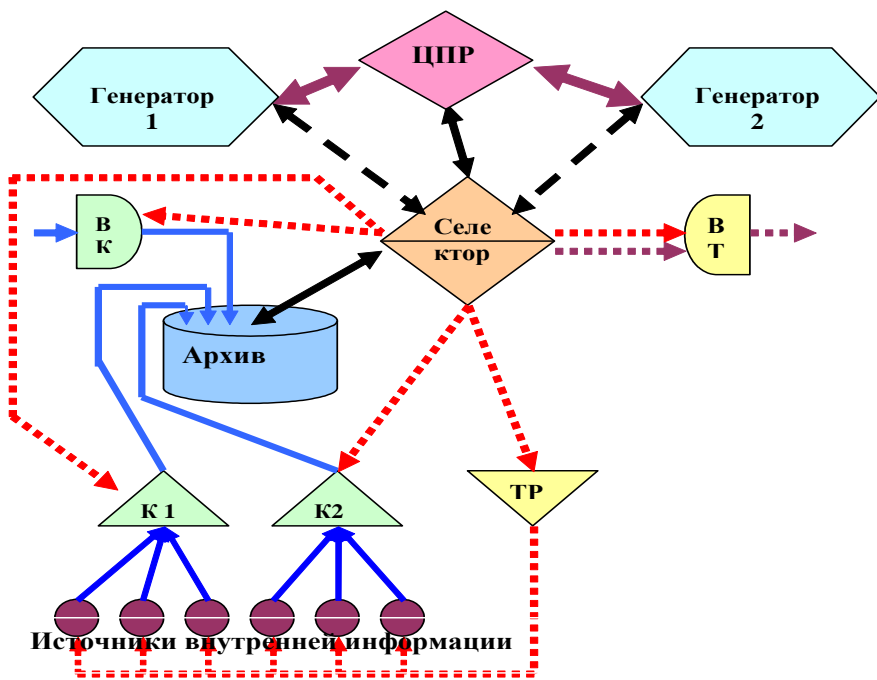 ЦПР
Генератор
1
Генератор
2
В
К
Селе
ктор
В
Т
Архив
К 1
К2
ТР
Источники внутренней информации